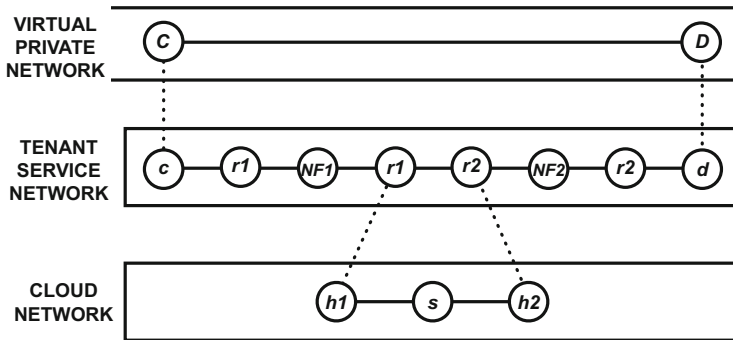 VIRTUAL
PRIVATE
NETWORK
C D
TENANT
SERVICE
NETWORK
c r1 NF1 r1 r2 NF2 r2 d
CLOUD
NETWORK
h1 s h2